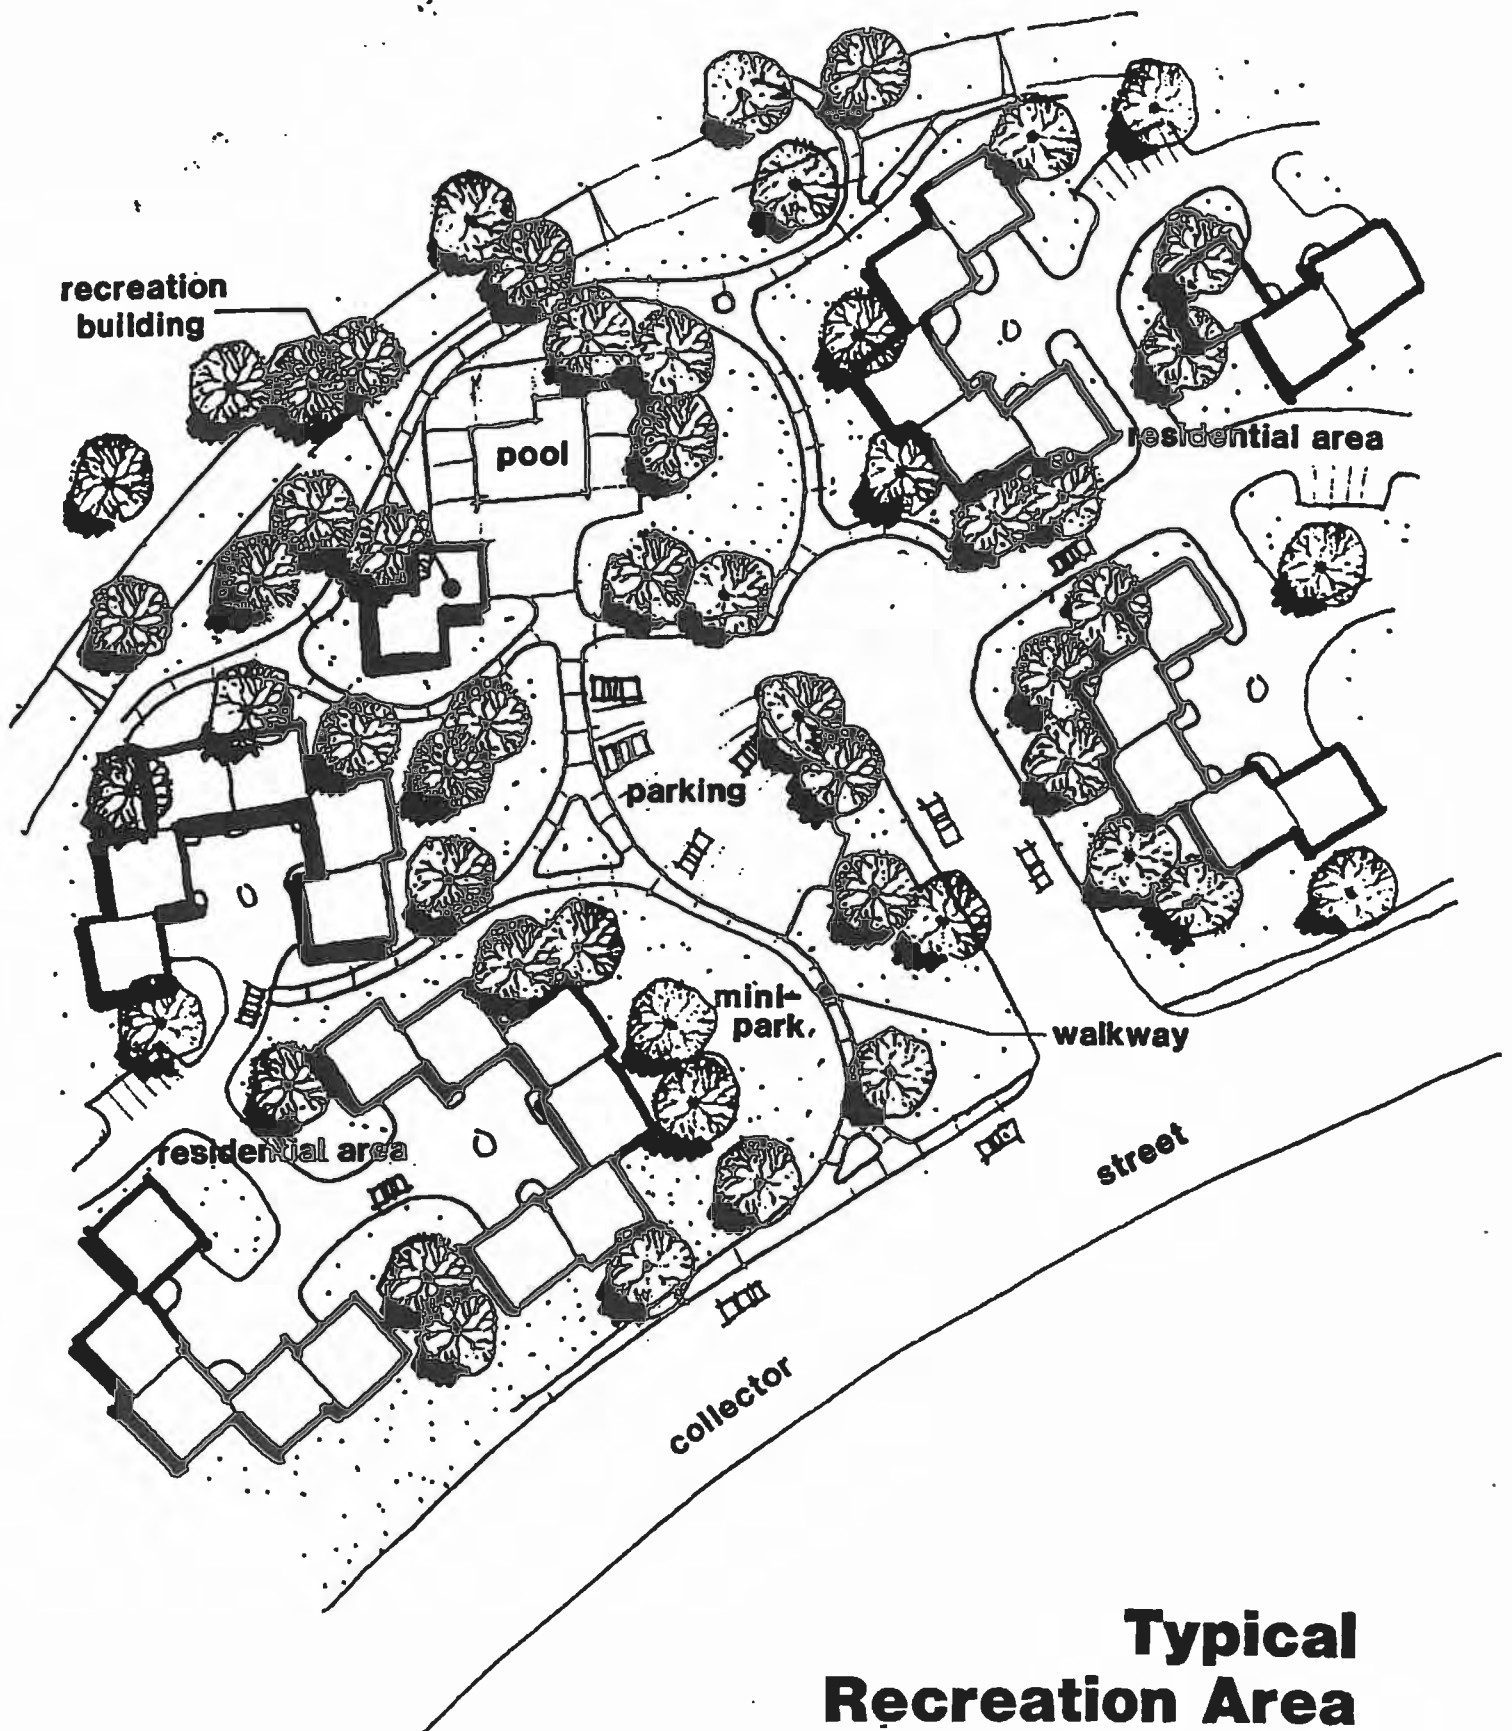 recreation
building
pool
residential area
parking
mini-
park
walkway
residential area
street
collector
Typical
Recreation Area